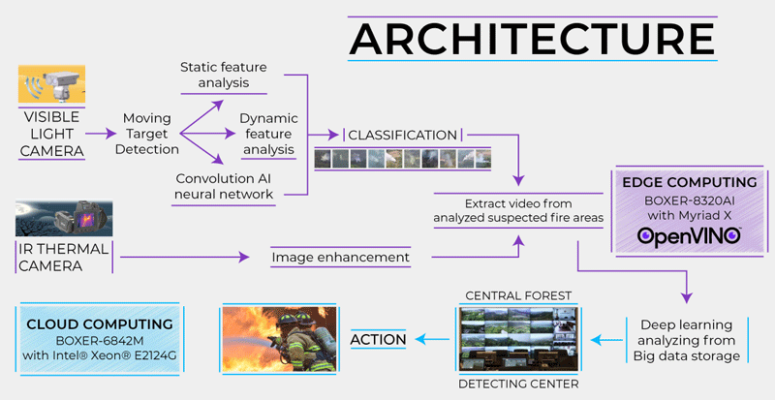 ARCHITECTURE
Static feature
analysis
VISIBLE
LIGHT
CAMERA
Moving
Target
Detection
Dynamic
feature
analysis
Convolution AI
neural network
CLASSIFICATION
Extract video from
analyzed suspected fire areas
EDGE COMPUTING
BOXER-8320AI
with Myriad X
OpenVINO
IR THERMAL
CAMERA
Image enhancement
CLOUD COMPUTING
BOXER-6842M
with Intel® Xeon® E2124G
ACTION
CENTRAL FOREST
DETECTING CENTER
Deep learning
analyzing from
Big data storage